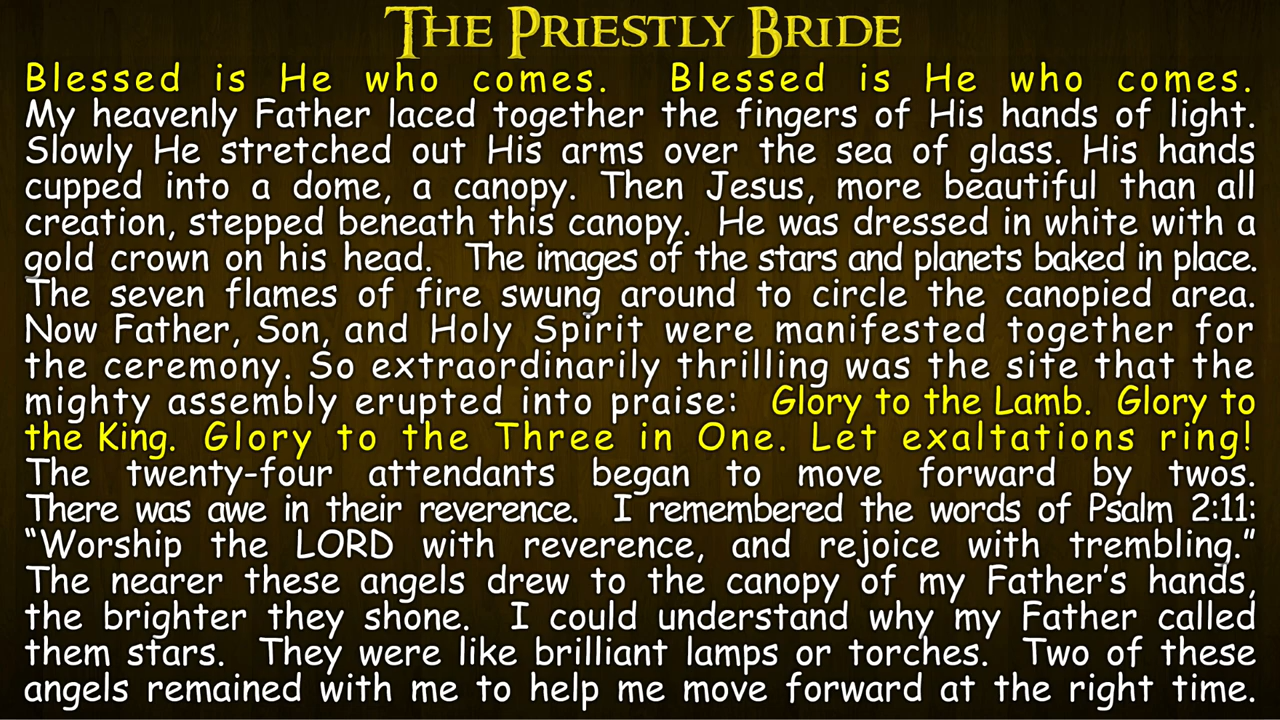 The Priestly Bride
Blessed is He who comes. Blessed is He who comes.
My heavenly Father laced together the fingers of His hands of light.
Slowly He stretched out His arms over the sea of glass. His hands
cupped into a dome, a canopy. Then Jesus, more beautiful than all
creation, stepped beneath this canopy. He was dressed in white with a
gold crown on his head. The images of the stars and planets baked in place.
The seven flames of fire swung around to circle the canopied area.
Now Father, Son, and Holy Spirit were manifested together for
the ceremony. So extraordinarily thrilling was the site that the
mighty assembly erupted into praise: Glory to the Lamb. Glory to
the King. Glory to the Three in One. Let exaltations ring!
The twenty-four attendants began to move forward by twos.
There was awe in their reverence. I remembered the words of Psalm 2:11:
“Worship the LORD with reverence, and rejoice with trembling.”
The nearer these angels drew to the canopy of my Father’s hands,
the brighter they shone. I could understand why my Father called
them stars. They were like brilliant lamps or torches. Two of these
angels remained with me to help me move forward at the right time.